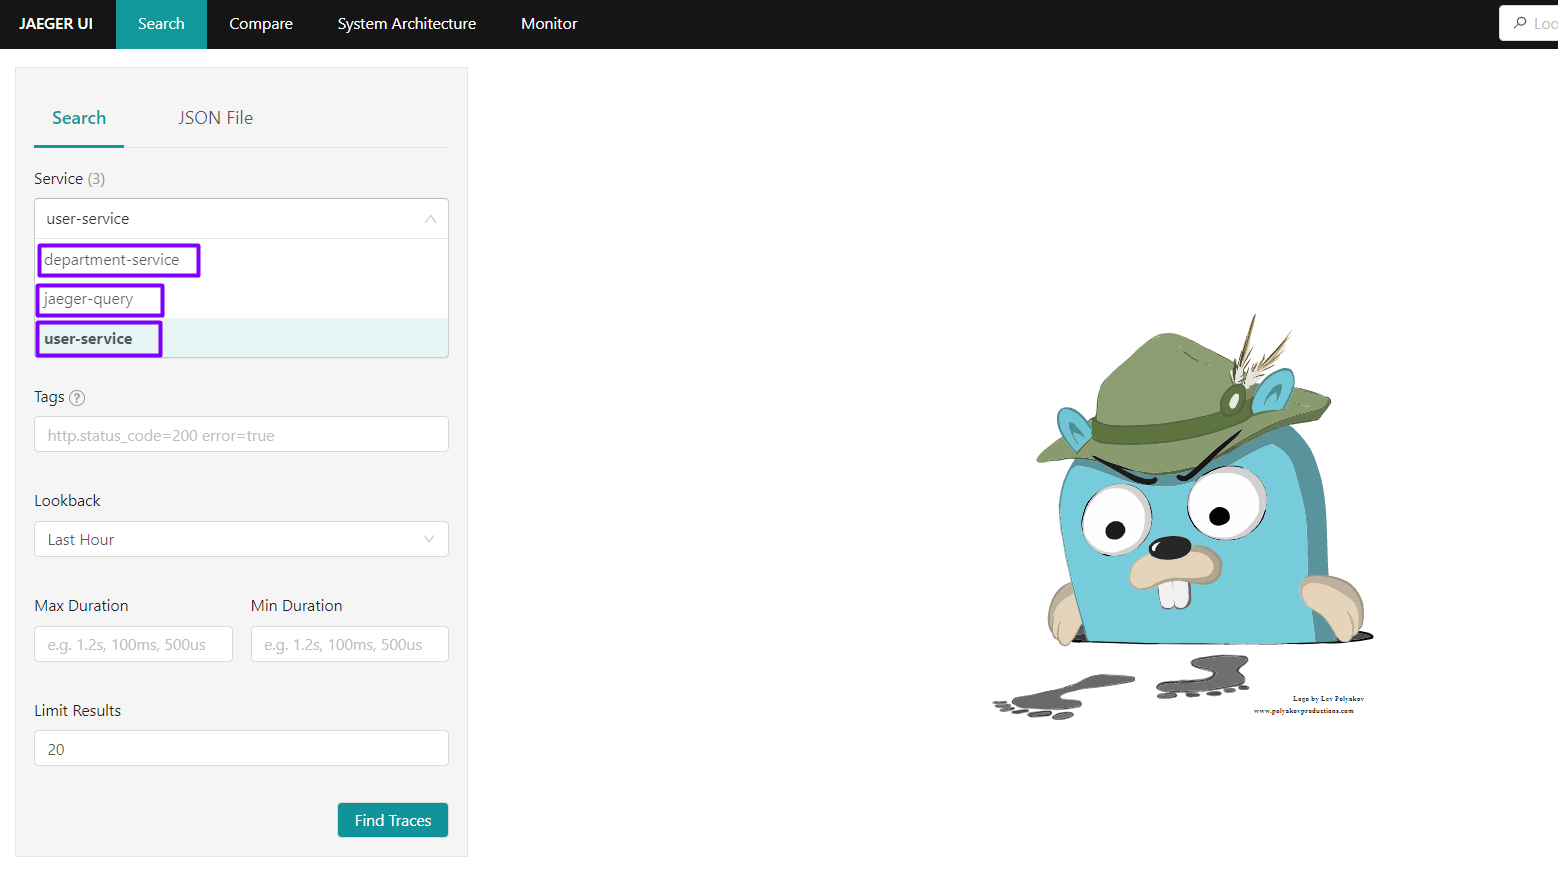 JAEGER UI Search Compare System Architecture Monitor Loo
Search JSON File
Service (3)
user-service
department-service
jaeger-query
user-service
Tags ?
http.status_code=200 error=true
Lookback
Last Hour
Max Duration Min Duration
e.g. 1.2s, 100ms, 500us e.g. 1.2s, 100ms, 500us
Limit Results
20
Find Traces
Logo by Lev Polyakov
www.polyakovproductions.com